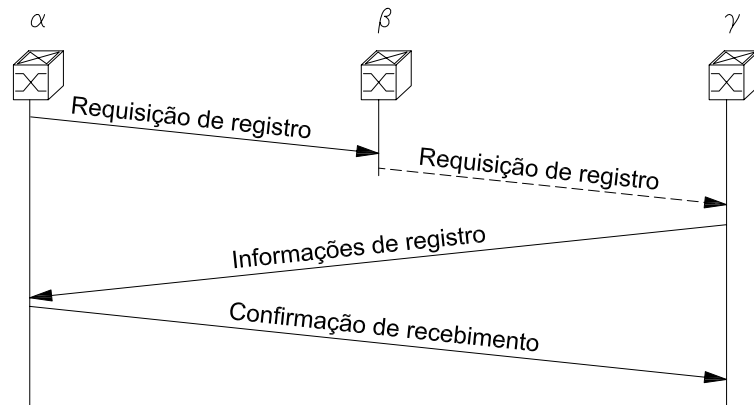 α
β
γ
Requisição de registro
Requisição de registro
Informações de registro
Confirmação de recebimento